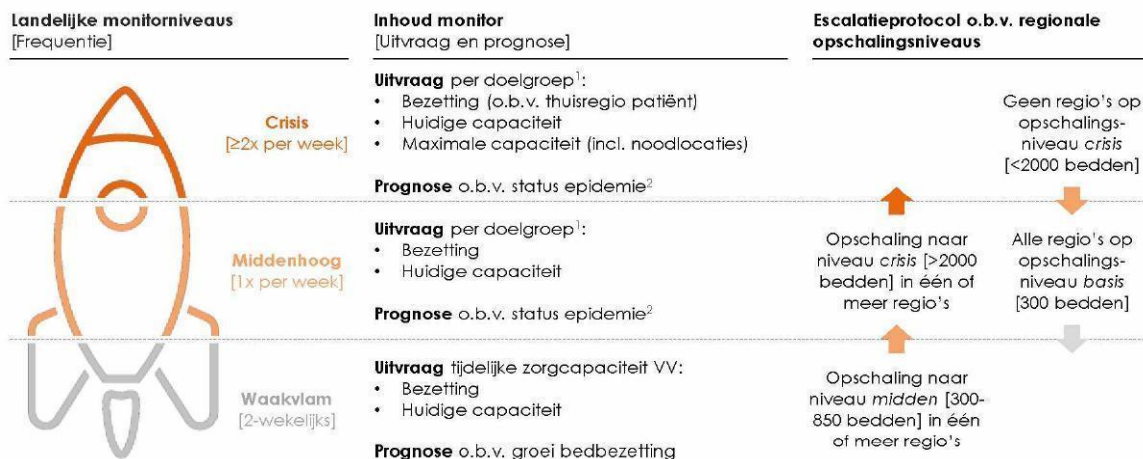 Landelijke monitorniveaus
[Frequentie]
Inhoud monitor
[Uitvraag en prognose]
Escalatieprotocol o.b.v. regionale
opschalingsniveaus
Crisis
[≥2x per week]
Uitvraag per doelgroep¹:
• Bezetting (o.b.v. thuisregio patiënt)
• Huidige capaciteit
• Maximale capaciteit (incl. noodlocaties)
Prognose o.b.v. status epidemie²
Geen regio's op
opschalings-
niveau crisis
[<2000 bedden]
Middenhoog
[1x per week]
Uitvraag per doelgroep¹:
• Bezetting
• Huidige capaciteit
Prognose o.b.v. status epidemie²
Opschaling naar
niveau crisis [>2000
bedden] in één of
meer regio's
Alle regio's op
opschalings-
niveau basis
[300 bedden]
Waakvlam
[2-wekelijks]
Uitvraag tijdelijke zorgcapaciteit VV:
• Bezetting
• Huidige capaciteit
Prognose o.b.v. groei bedbezetting
Opschaling naar
niveau midden [300-
850 bedden] in één
of meer regio's